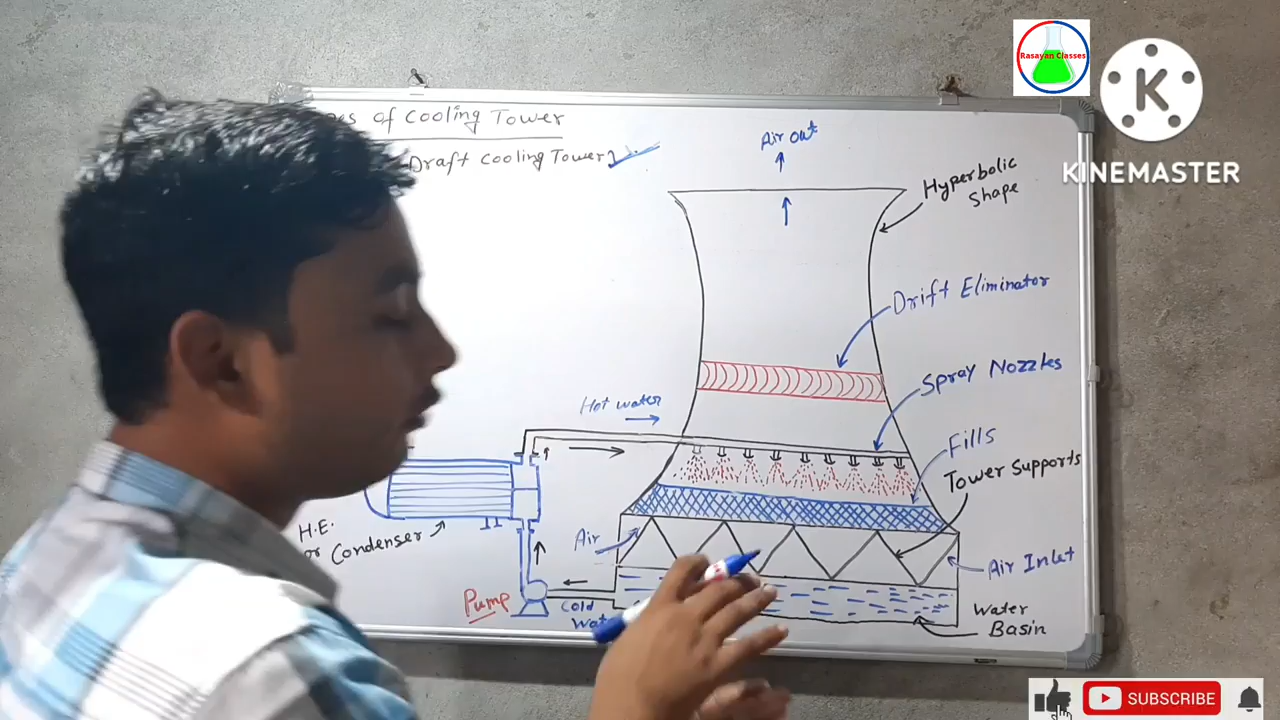 of Cooling Tower
Draft Cooling Tower
Air out
Hyperbolic
Shape
Drift Eliminator
Spray Nozzles
Hot water
Fills
Tower Supports
H.E.
or Condenser
Air
Air Inlet
Pump
Cold
Water
Basin
Rasayan Classes
K
KINEMASTER
SUBSCRIBE